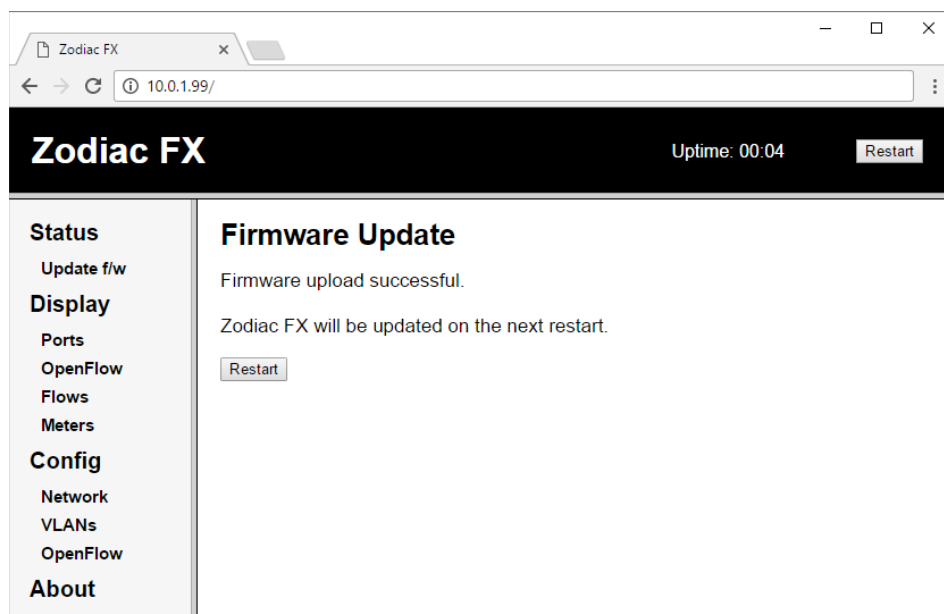 Zodiac FX
10.0.1.99/
Zodiac FX
Uptime: 00:04
Restart
Status
Update f/w
Display
Ports
OpenFlow
Flows
Meters
Config
Network
VLANs
OpenFlow
About
Firmware Update
Firmware upload successful.
Zodiac FX will be updated on the next restart.
Restart